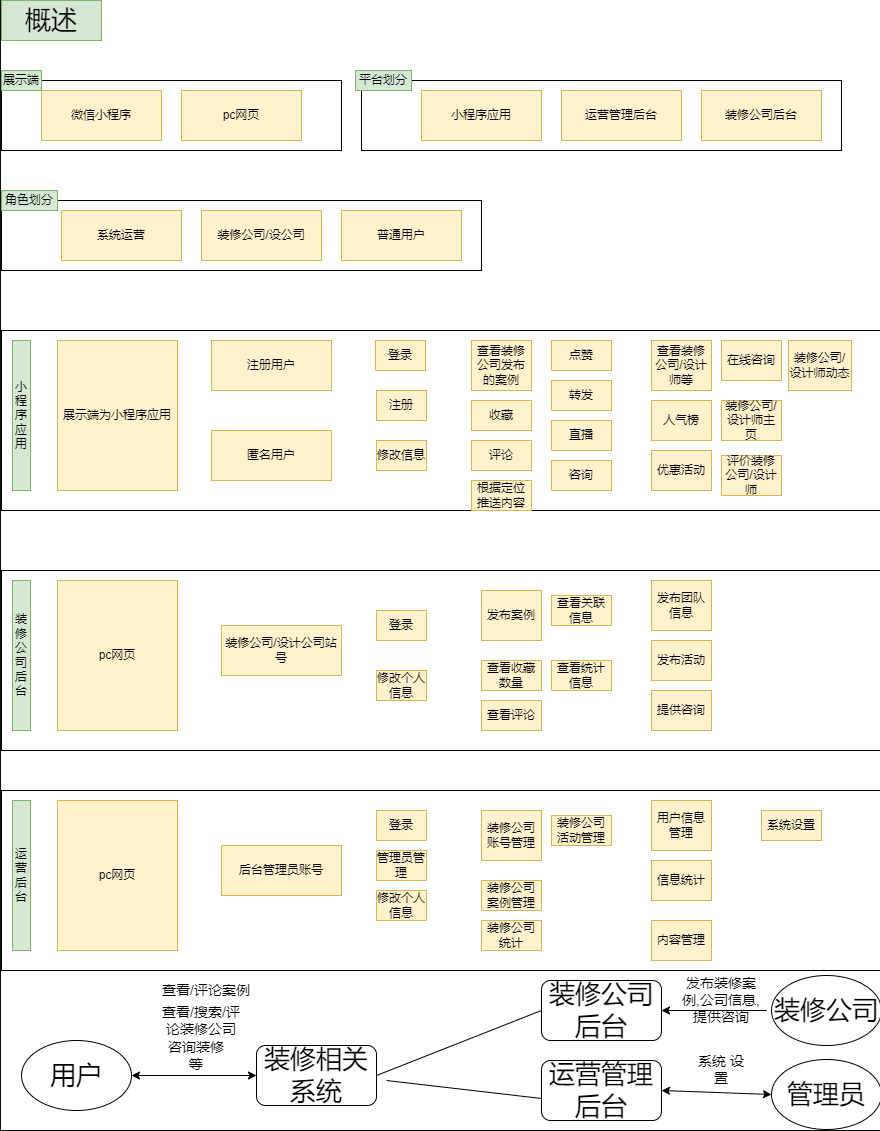 概述
展示端
微信小程序
pc网页
平台划分
小程序应用
运营管理后台
装修公司后台
角色划分
系统运营
装修公司/设公司
普通用户
小
程
序
应
用
展示端为小程序应用
注册用户
匿名用户
登录
注册
修改信息
查看装修
公司发布
的案例
收藏
评论
根据定位
推送内容
点赞
转发
直播
咨询
查看装修
公司/设计
师等
人气榜
优惠活动
在线咨询
装修公司/
设计师主
页
评价装修
公司/设计
师
装修公司/
设计师动态
装
修
公
司
后
台
pc网页
装修公司/设计公司站
号
登录
修改个人
信息
发布案例
查看收藏
数量
查看评论
查看关联
信息
查看统计
信息
发布团队
信息
发布活动
提供咨询
运
营
后
台
pc网页
后台管理员账号
登录
管理员管
理
修改个人
信息
装修公司
账号管理
装修公司
案例管理
装修公司
统计
装修公司
活动管理
用户信息
管理
信息统计
内容管理
系统设置
用户
查看/评论案例
查看/搜索/评
论装修公司
咨询装修
等
装修相关
系统
装修公司
后台
运营管理
后台
发布装修案
例,公司信息,
提供咨询
装修公司
系统 设
置
管理员